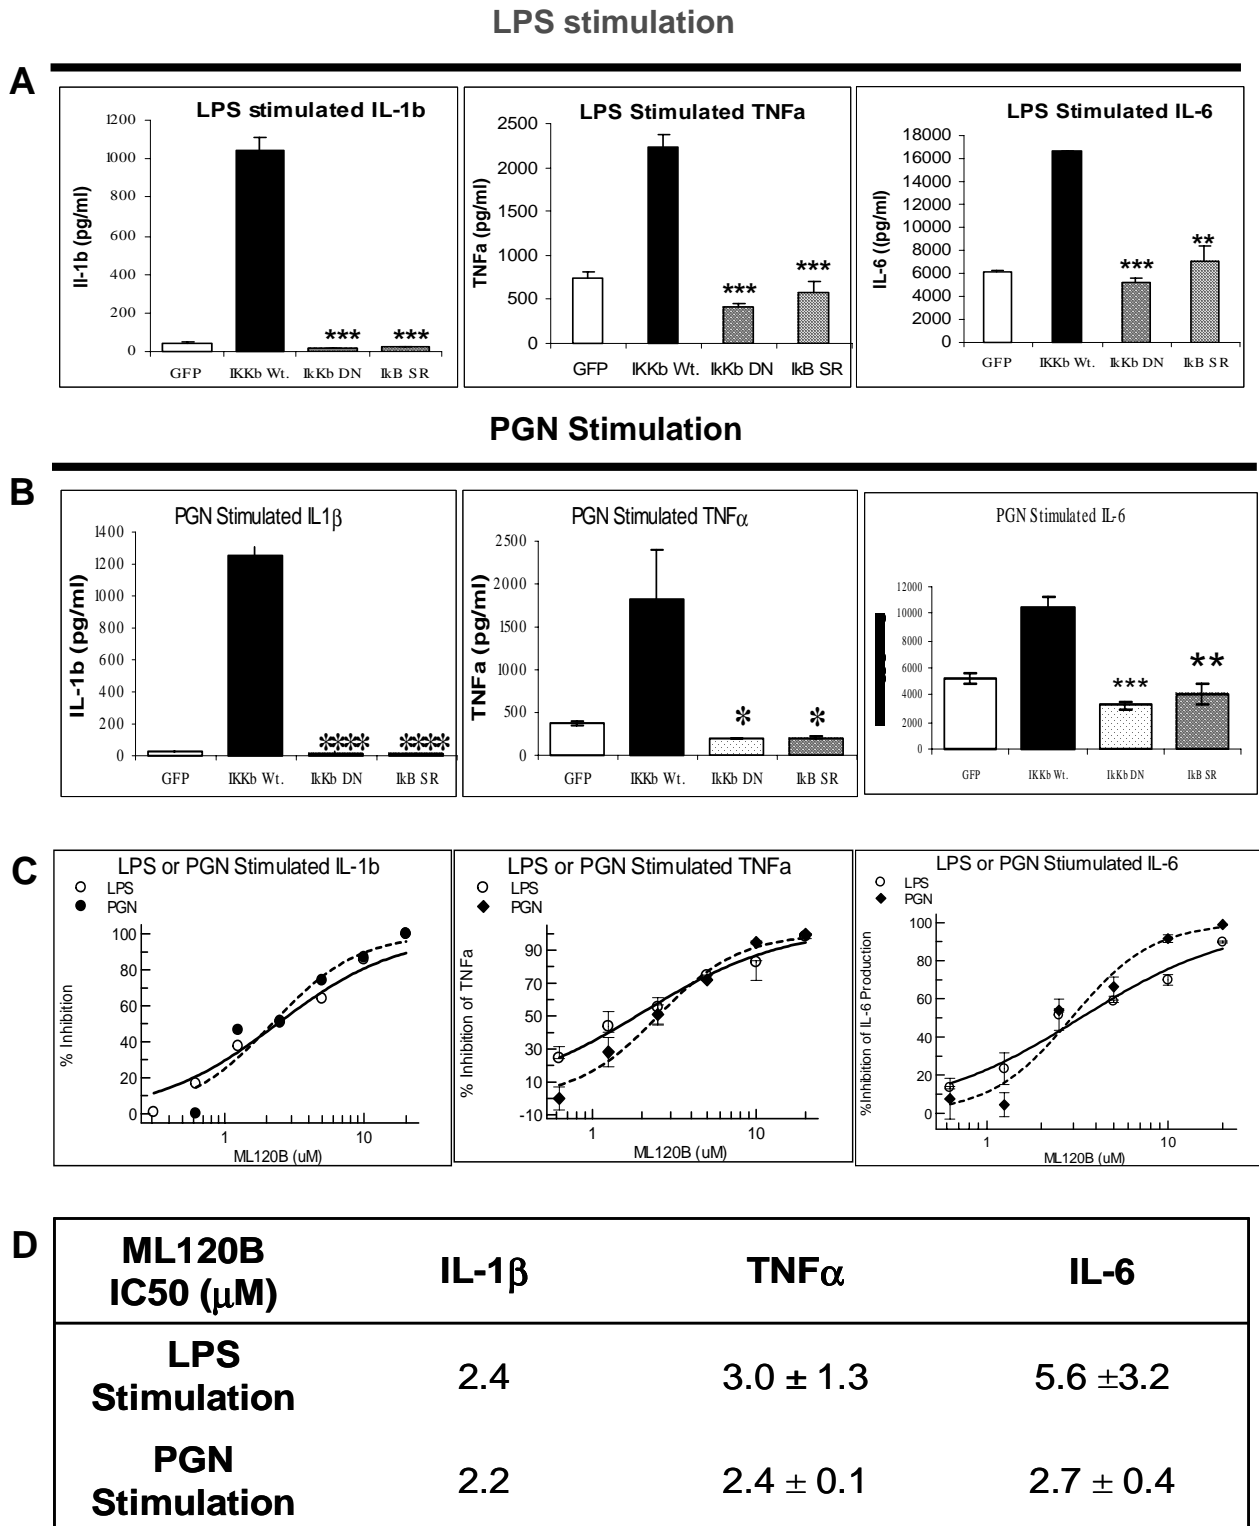 LPS stimulation
A
LPS stimulated IL-1b
Il-1b (pg/ml)
1200
1000
800
600
400
200
0
GFP IKKb Wt. IkKb DN IkB SR
*** ***
LPS Stimulated TNFa
TNFa (pg/ml)
2500
2000
1500
1000
500
0
GFP IKKb Wt. IkKb DN IkB SR
*** ***
LPS Stimulated IL-6
IL-6 ((pg/ml)
18000
16000
14000
12000
10000
8000
6000
4000
2000
0
GFP IKKb Wt. IkKb DN IkB SR
*** **
PGN Stimulation
B
PGN Stimulated IL1β
IL-1b (pg/ml)
1400
1200
1000
800
600
400
200
0
GFP IKKb Wt. IkKb DN IkB SR
**** ****
PGN Stimulated TNFα
TNFa (pg/ml)
2500
2000
1500
1000
500
0
GFP IKKb Wt. IkKb DN IkB SR
* *
PGN Stimulated IL-6
12000
10000
8000
6000
4000
2000
0
GFP IKKb Wt. IkKb DN IkB SR
*** **
C
LPS or PGN Stimulated IL-1b
LPS
PGN
% Inhibition
100
80
60
40
20
0
1 10
ML120B (uM)
LPS or PGN Stimulated TNFa
LPS
PGN
% Inhibition of TNFa
90
70
50
30
10
-10
1 10
ML120B (uM)
LPS or PGN Stiumulated IL-6
LPS
PGN
%Inhibition of IL-6 Production
100
80
60
40
20
0
1 10
ML120B (uM)
D
ML120B IL-1β TNFα IL-6
IC50 (μM)
LPS
Stimulation 2.4 3.0 ± 1.3 5.6 ±3.2
PGN
Stimulation 2.2 2.4 ± 0.1 2.7 ± 0.4